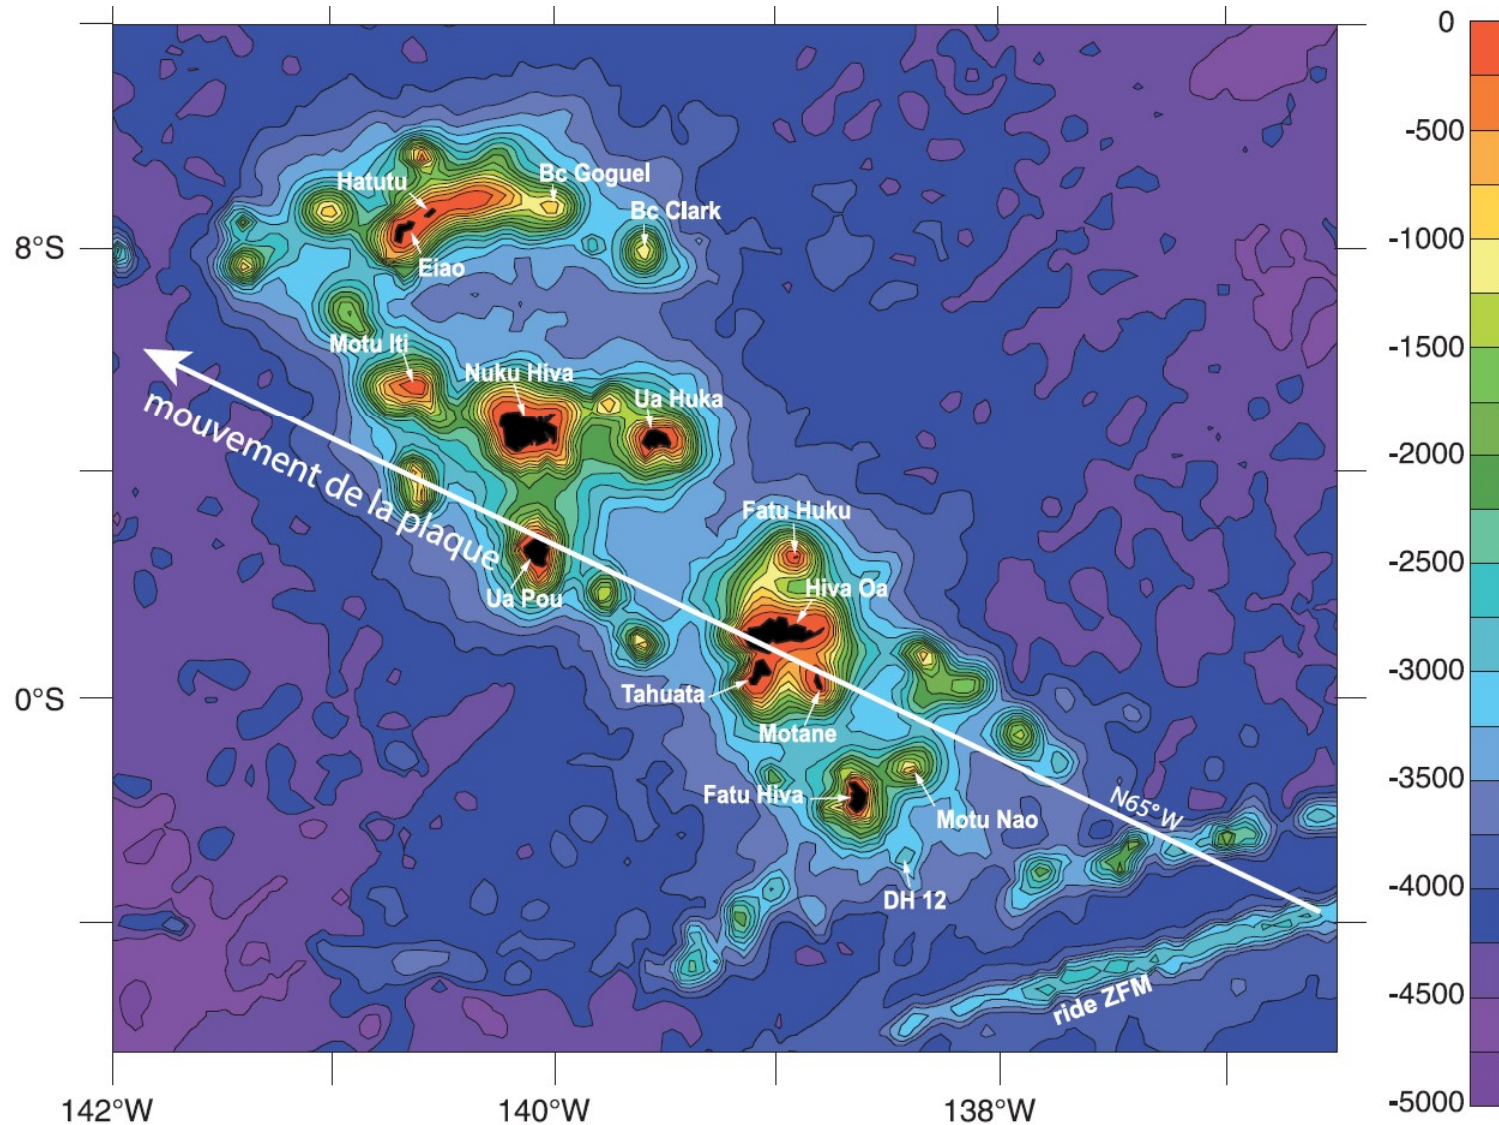 0
-500
-1000
-1500
-2000
-2500
-3000
-3500
-4000
-4500
-5000
8°S
0°S
142°W
140°W
138°W
Hatutu
Bc Goguel
Bc Clark
Eiao
Motu Iti
Nuku Hiva
Ua Huka
mouvement de la plaque
Ua Pou
Fatu Huku
Hiva Oa
Tahuata
Motane
Fatu Hiva
Motu Nao
N65°W
DH 12
ride ZFM